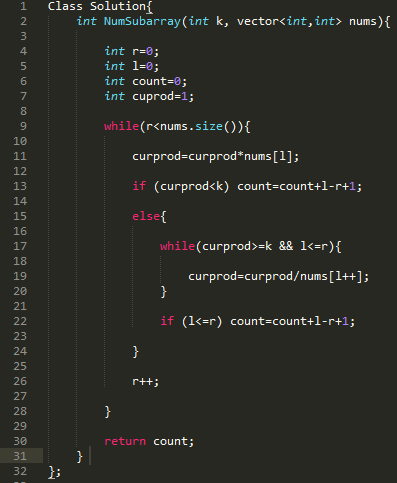 1 Class Solution{
2 int NumSubarray(int k, vector<int,int> nums){
3
4 int r=0;
5 int l=0;
6 int count=0;
7 int cuprod=1;
8
9 while(r<nums.size()){
10
11 curprod=curprod*nums[l];
12
13 if (curprod<k) count=count+l-r+1;
14
15 else{
16
17 while(curprod>=k && l<=r){
18
19 curprod=curprod/nums[l++];
20 }
21
22 if (l<=r) count=count+l-r+1;
23
24 }
25
26 r++;
27
28 }
29
30 return count;
31 }
32 };